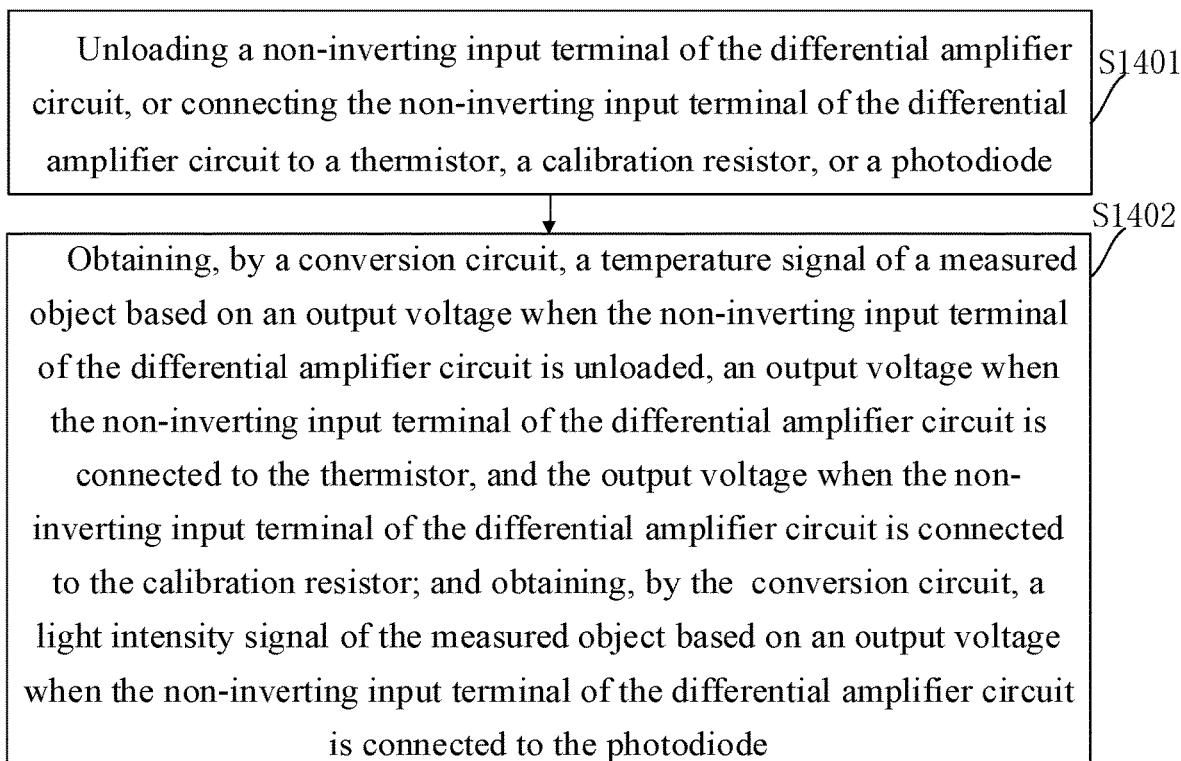 Unloading a non-inverting input terminal of the differential amplifier
circuit, or connecting the non-inverting input terminal of the differential
amplifier circuit to a thermistor, a calibration resistor, or a photodiode
S1401
S1402
Obtaining, by a conversion circuit, a temperature signal of a measured
object based on an output voltage when the non-inverting input terminal
of the differential amplifier circuit is unloaded, an output voltage when
the non-inverting input terminal of the differential amplifier circuit is
connected to the thermistor, and the output voltage when the non-
inverting input terminal of the differential amplifier circuit is connected
to the calibration resistor; and obtaining, by the conversion circuit, a
light intensity signal of the measured object based on an output voltage
when the non-inverting input terminal of the differential amplifier circuit
is connected to the photodiode